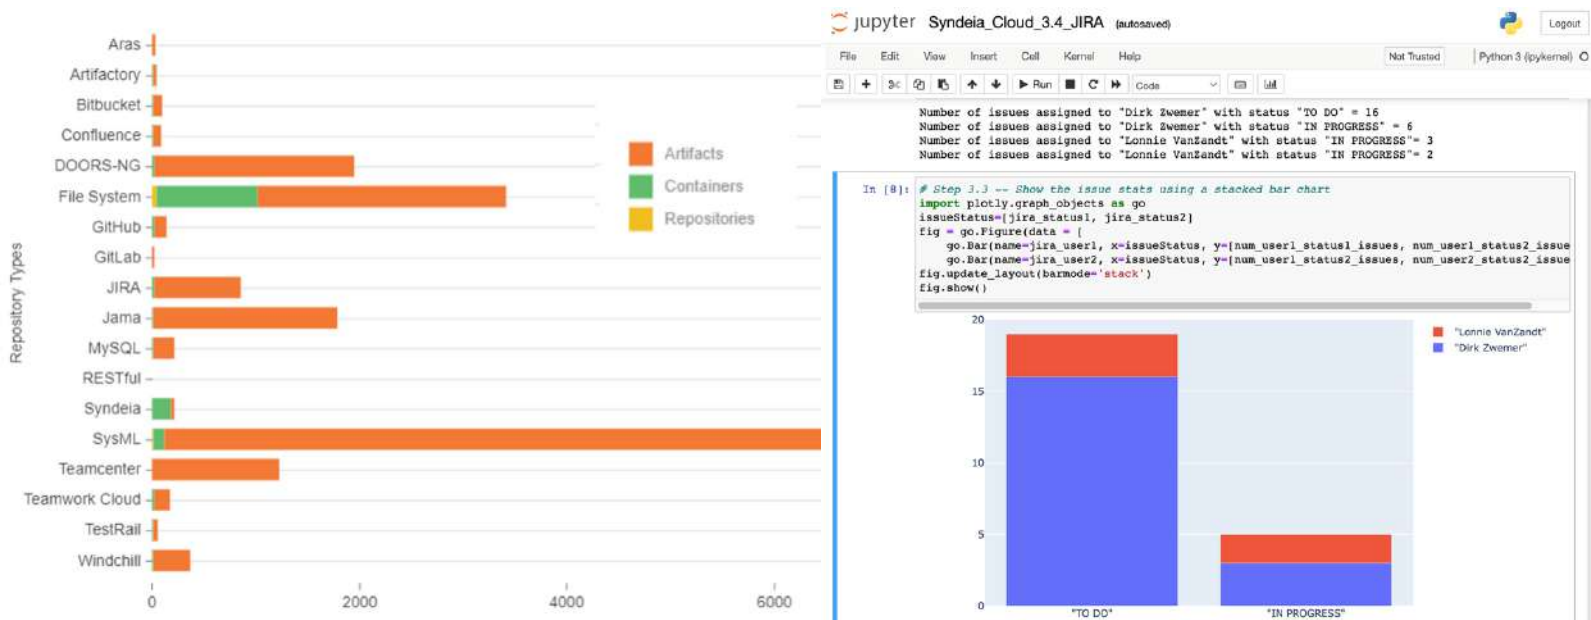 Repository Types
Aras
Artifactory
Bitbucket
Confluence
DOORS-NG
File System
GitHub
GitLab
JIRA
Jama
MySQL
RESTful
Syndeia
SysML
Teamcenter
Teamwork Cloud
TestRail
Windchill
0 2000 4000 6000
Artifacts
Containers
Repositories
jupyter Syndeia_Cloud_3.4_JIRA (autosaved)
Logout
File Edit View Insert Cell Kernel Help
Not Trusted
Python 3 (ipykernel)
Run
Code
Number of issues assigned to "Dirk Zwemer" with status "TO DO" = 16
Number of issues assigned to "Dirk Zwemer" with status "IN PROGRESS" = 6
Number of issues assigned to "Lonnie VanZandt" with status "IN PROGRESS"= 3
Number of issues assigned to "Lonnie VanZandt" with status "IN PROGRESS"= 2
In [8]: # Step 3.3 -- Show the issue stats using a stacked bar chart
import plotly.graph_objects as go
issueStatus=[jira_status1, jira_status2]
fig = go.Figure(data = [
go.Bar(name=jira_user1, x=issueStatus, y=[num_user1_status1_issues, num_user1_status2_issue
go.Bar(name=jira_user2, x=issueStatus, y=[num_user1_status2_issues, num_user2_status2_issue
fig.update_layout(barmode='stack')
fig.show()
20
15
10
5
0
"TO DO" "IN PROGRESS"
"Lonnie VanZandt"
"Dirk Zwemer"